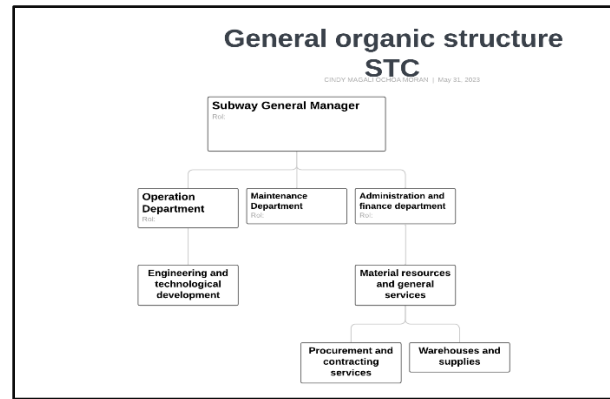 General organic structure
STC
CINDY MAGALI OCHOA MORAN | May 31, 2023
Subway General Manager
Rol:
Operation
Department
Rol:
Maintenance
Department
Rol:
Administration and
finance department
Rol:
Engineering and
technological
development
Material resources
and general
services
Procurement and
contracting
services
Warehouses and
supplies